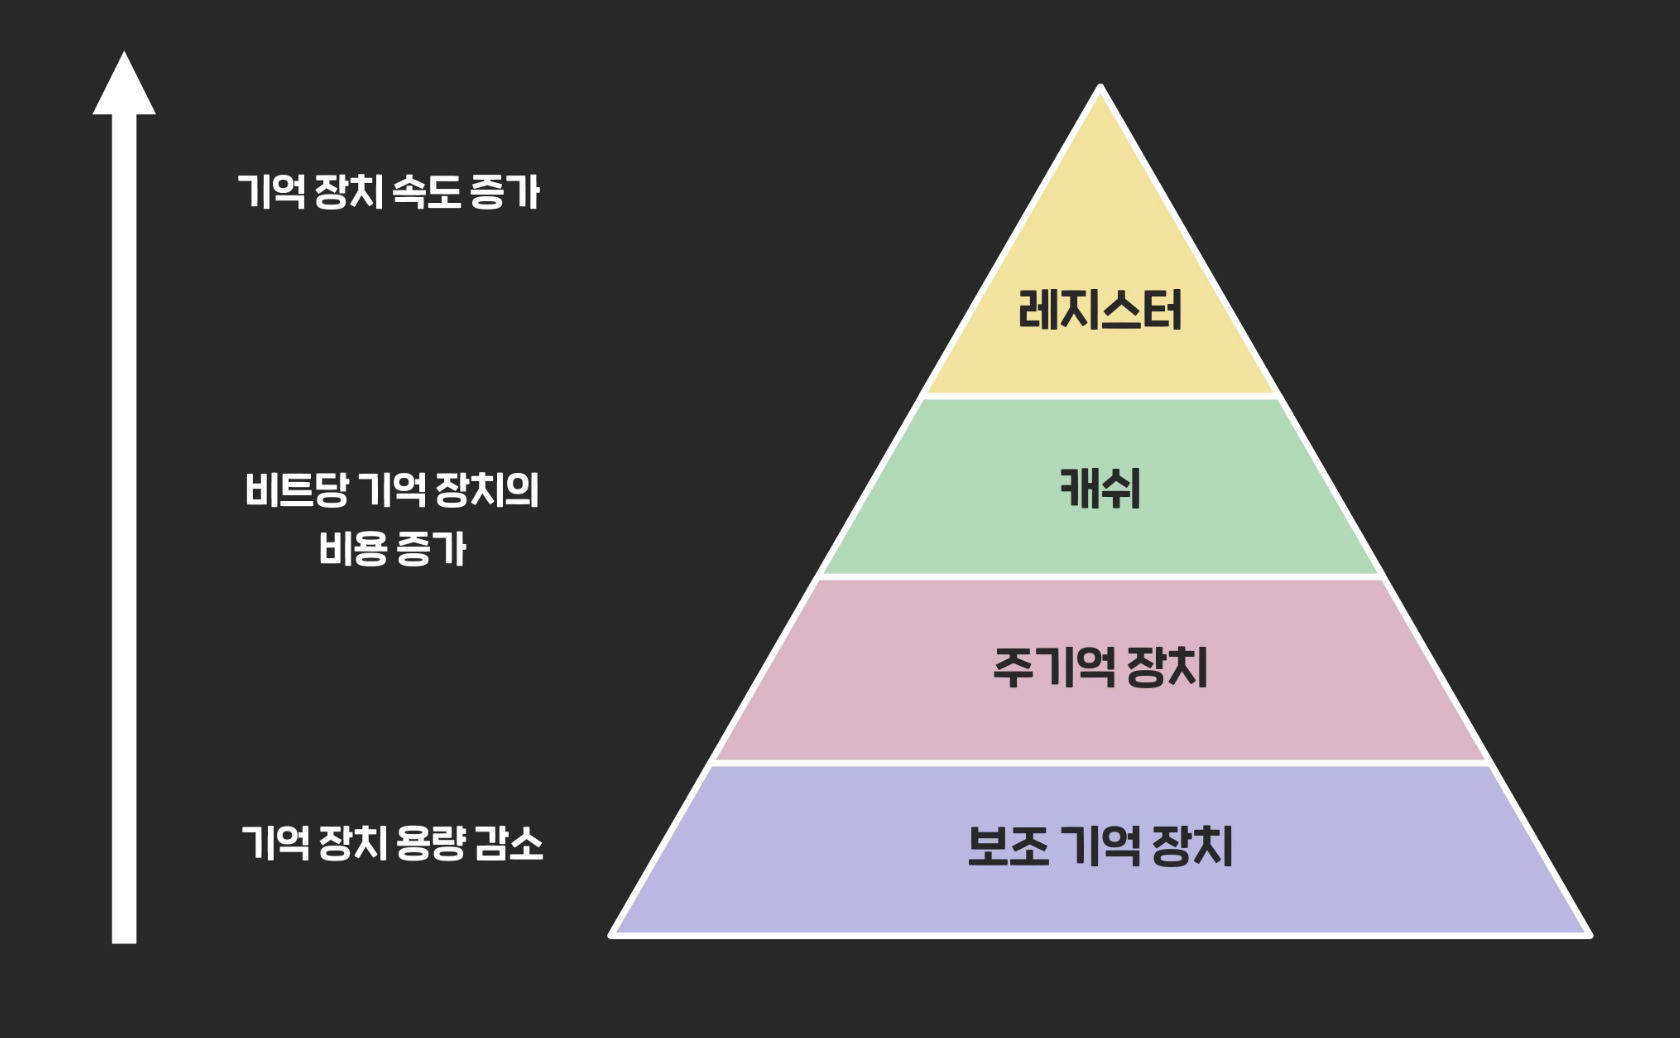 기억 장치 속도 증가
레지스터
캐쉬
비트당 기억 장치의
비용 증가
주기억 장치
기억 장치 용량 감소
보조 기억 장치